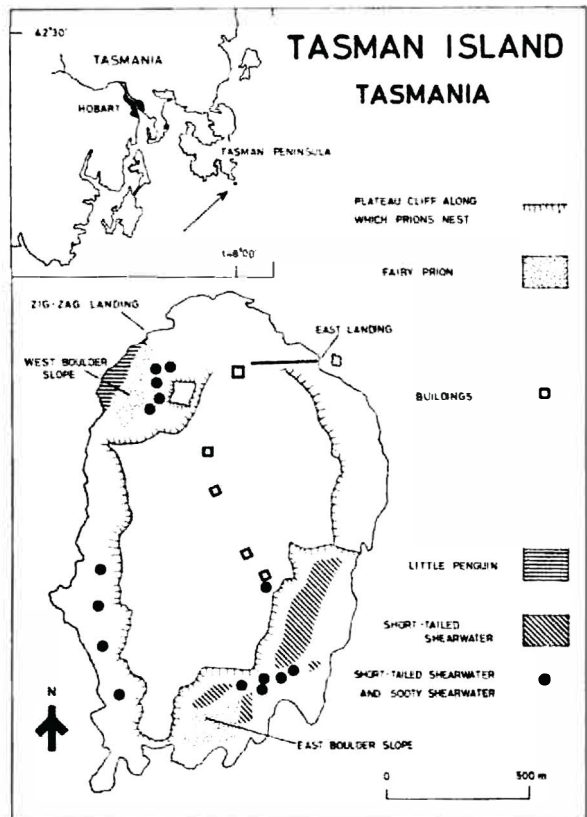 42°30'
TASMANIA
HOBART
TASMAN PENINSULA
148°00'
TASMAN ISLAND
TASMANIA
PLATEAU CLIFF ALONG
WHICH PRIONS NEST
FAIRY PRION
BUILDINGS
LITTLE PENGUIN
SHORT-TAILED
SHEARWATER
SHORT-TAILED SHEARWATER
AND SOOTY SHEARWATER
ZIG-ZAG LANDING
EAST LANDING
WEST BOULDER
SLOPE
EAST BOULDER SLOPE
N
0 500 m